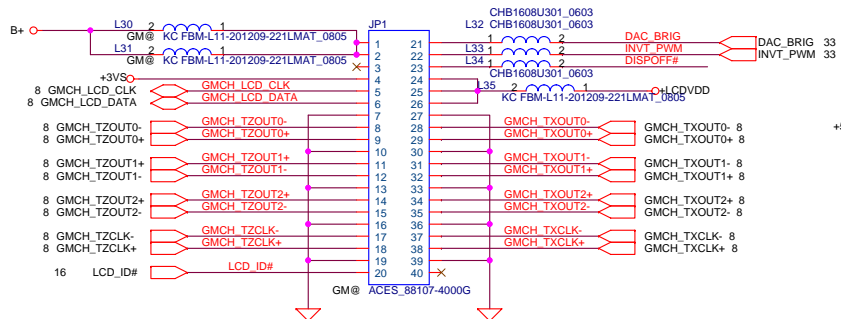 CHB1608U301_0603
L30 2 1 JP1 L32 CHB1608U301_0603
B+ GM@ KC FBM-L11-201209-221LMAT_0805 1 21 1 2 DAC_BRIG DAC_BRIG 33
L31 2 1 2 22 L33 1 2 INVT_PWM INVT_PWM 33
GM@ KC FBM-L11-201209-221LMAT_0805 3 23 L34 1 2 DISPOFF#
+3VS 4 24 CHB1608U301_0603
8 GMCH_LCD_CLK GMCH_LCD_CLK 5 25 L35 1 2 +LCDVDD
8 GMCH_LCD_DATA GMCH_LCD_DATA 6 26 KC FBM-L11-201209-221LMAT_0805
7 27
8 GMCH_TZOUT0- GMCH_TZOUT0- 8 28 GMCH_TXOUT0- GMCH_TXOUT0- 8
8 GMCH_TZOUT0+ GMCH_TZOUT0+ 9 29 GMCH_TXOUT0+ GMCH_TXOUT0+ 8
10 30
8 GMCH_TZOUT1+ GMCH_TZOUT1+ 11 31 GMCH_TXOUT1- GMCH_TXOUT1- 8
8 GMCH_TZOUT1- GMCH_TZOUT1- 12 32 GMCH_TXOUT1+ GMCH_TXOUT1+ 8
13 33
8 GMCH_TZOUT2+ GMCH_TZOUT2+ 14 34 GMCH_TXOUT2+ GMCH_TXOUT2+ 8
8 GMCH_TZOUT2- GMCH_TZOUT2- 15 35 GMCH_TXOUT2- GMCH_TXOUT2- 8
16 36
8 GMCH_TZCLK- GMCH_TZCLK- 17 37 GMCH_TXCLK- GMCH_TXCLK- 8
8 GMCH_TZCLK+ GMCH_TZCLK+ 18 38 GMCH_TXCLK+ GMCH_TXCLK+ 8
19 39
16 LCD_ID# LCD_ID# 20 40
GM@ ACES_88107-4000G